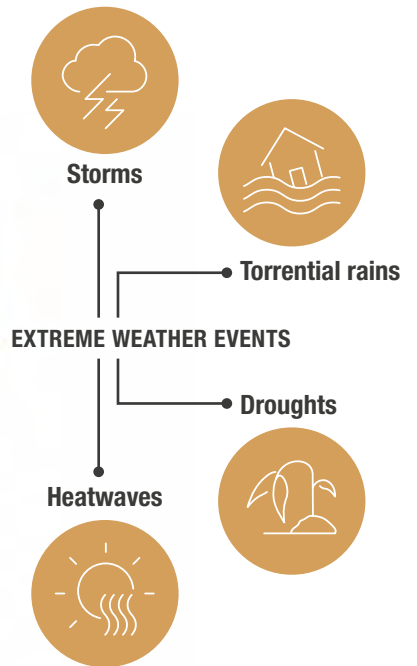 Storms
Torrential rains
EXTREME WEATHER EVENTS
Droughts
Heatwaves